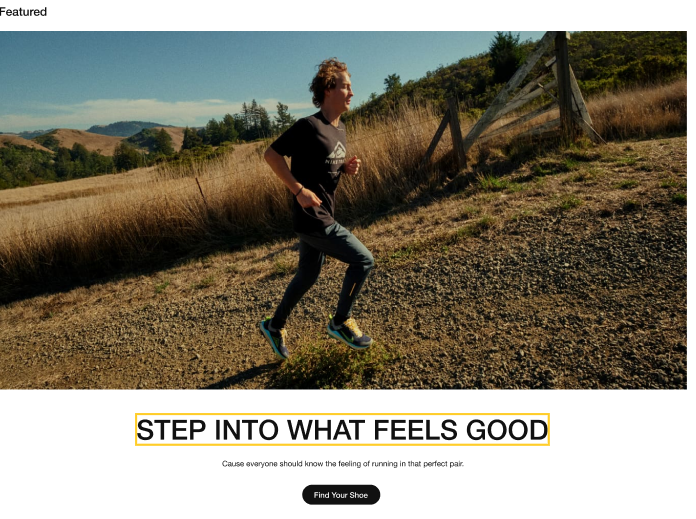 Featured
STEP INTO WHAT FEELS GOOD
Cause everyone should know the feeling of running in that perfect pair.
Find Your Shoe